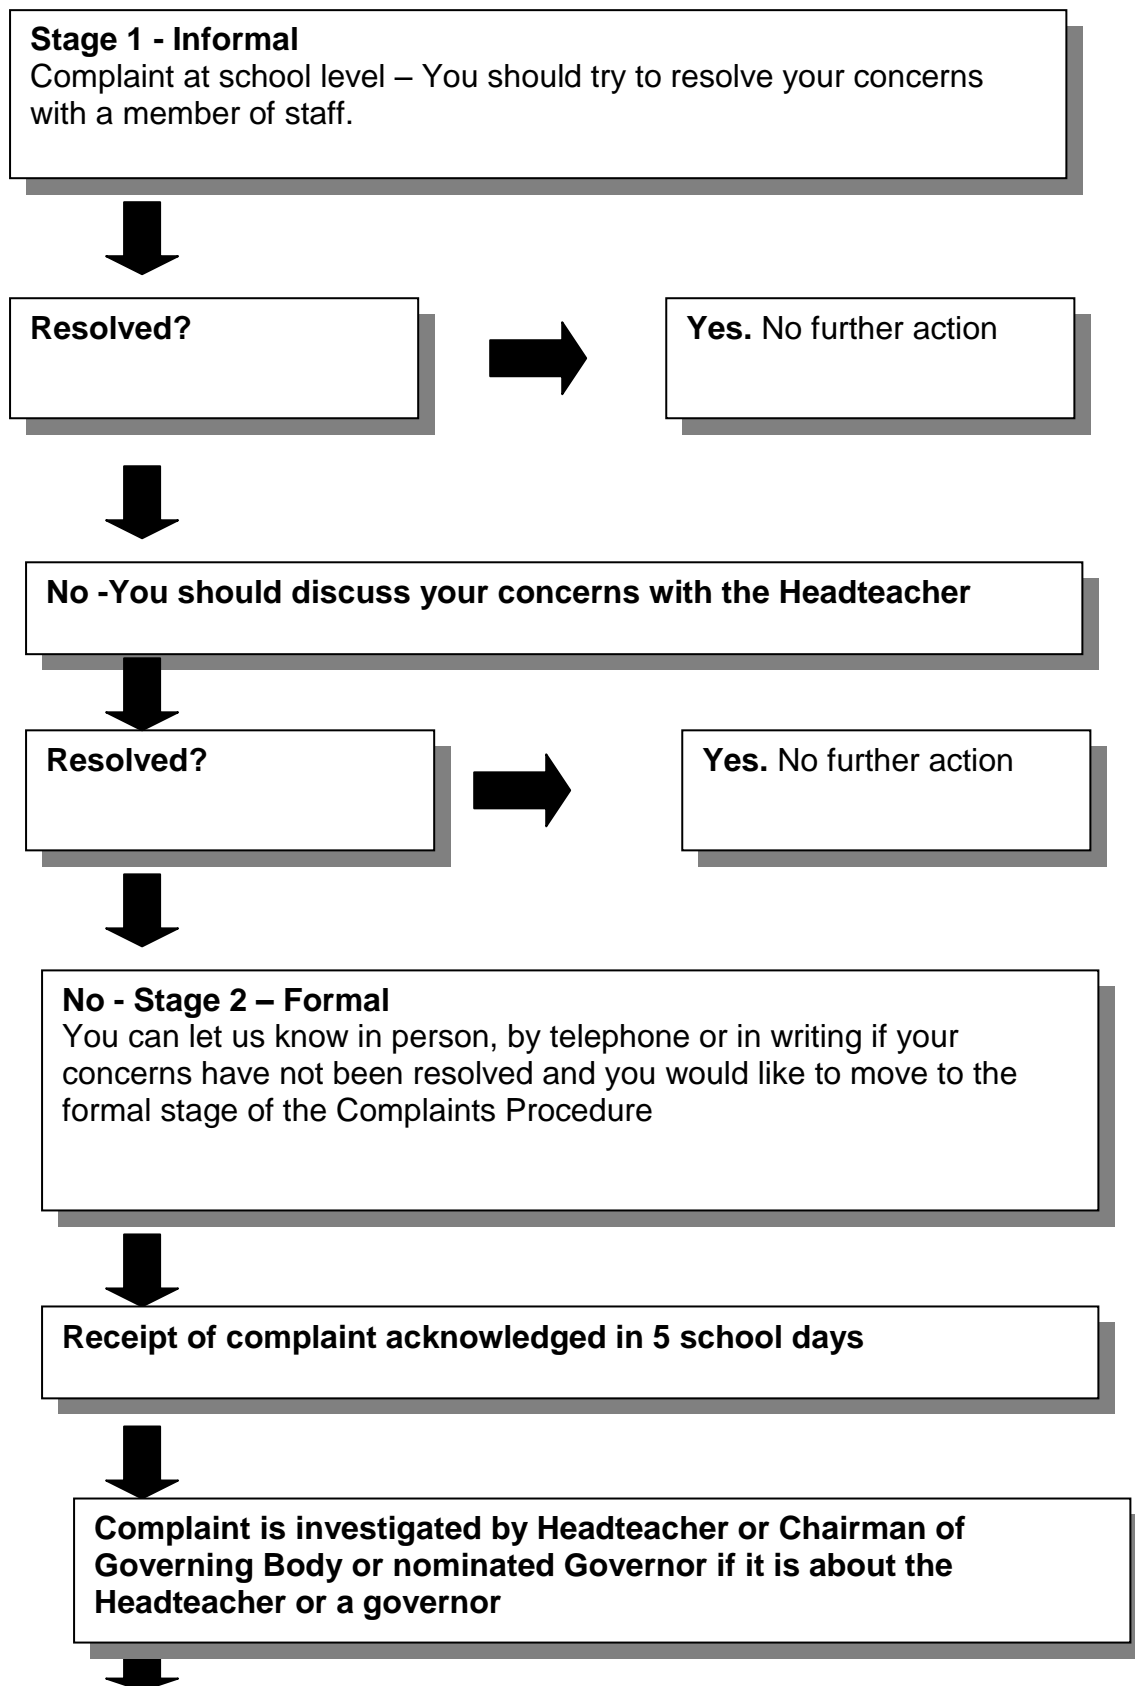 Stage 1 - Informal
Complaint at school level – You should try to resolve your concerns
with a member of staff.
Resolved?
Yes. No further action
No -You should discuss your concerns with the Headteacher
Resolved?
Yes. No further action
No - Stage 2 – Formal
You can let us know in person, by telephone or in writing if your
concerns have not been resolved and you would like to move to the
formal stage of the Complaints Procedure
Receipt of complaint acknowledged in 5 school days
Complaint is investigated by Headteacher or Chairman of
Governing Body or nominated Governor if it is about the
Headteacher or a governor